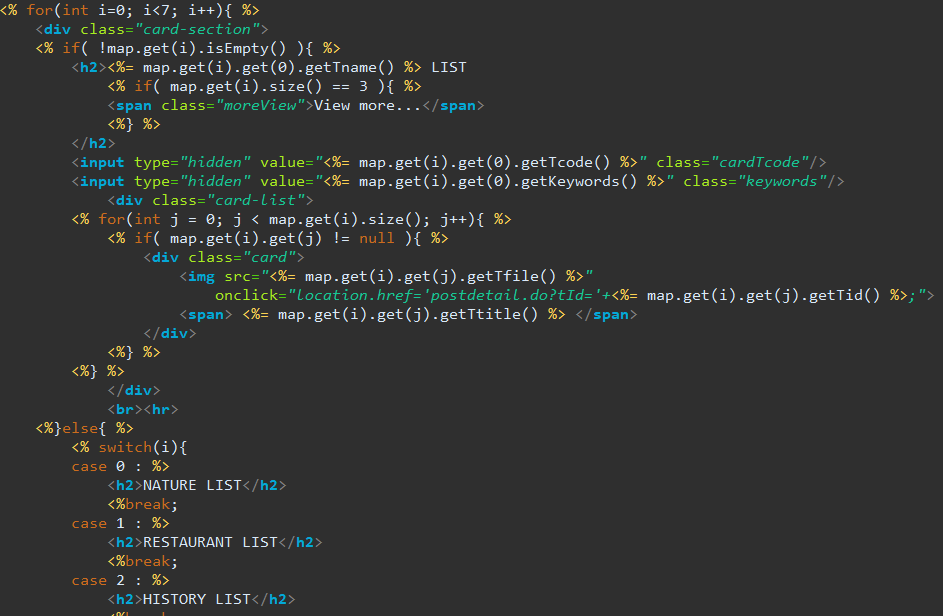 <% for(int i=0; i<7; i++){ %>
<div class="card-section">
<% if( !map.get(i).isEmpty() ){ %>
<h2><%= map.get(i).get(0).getTname() %> LIST
<% if( map.get(i).size() == 3 ){ %>
<span class="moreView">View more...</span>
<%} %>
</h2>
<input type="hidden" value="<%= map.get(i).get(0).getTcode() %>" class="cardTcode"/>
<input type="hidden" value="<%= map.get(i).get(0).getKeywords() %>" class="keywords"/>
<div class="card-list">
<% for(int j = 0; j < map.get(i).size(); j++){ %>
<% if( map.get(i).get(j) != null ){ %>
<div class="card">
<img src="<%= map.get(i).get(j).getTfile() %>"
onclick="location.href='postdetail.do?tId='+<%= map.get(i).get(j).getTid() %>;">
<span> <%= map.get(i).get(j).getTtitle() %> </span>
</div>
<%} %>
<%} %>
</div>
<br><hr>
<%}else{ %>
<% switch(i){
case 0 : %>
<h2>NATURE LIST</h2>
<%break;
case 1 : %>
<h2>RESTAURANT LIST</h2>
<%break;
case 2 : %>
<h2>HISTORY LIST</h2>